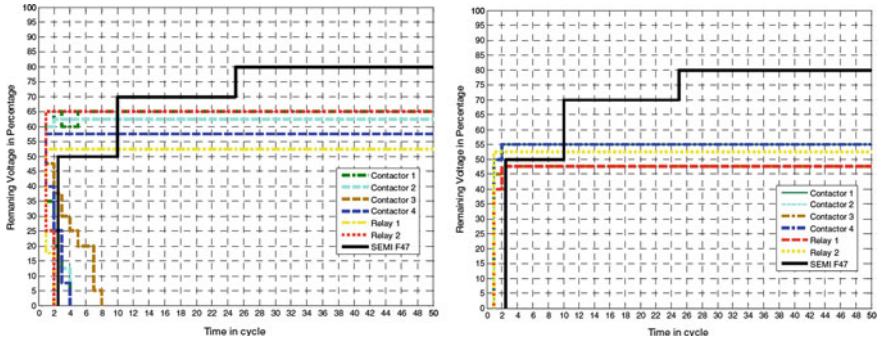 100
95
90
85
80
75
70
65
60
55
50
45
40
35
30
25
20
15
10
5
0
Remaning Voltage in Percentage
Contactor 1
Contactor 2
Contactor 3
Contactor 4
Relay 1
Relay 2
SEMI F47
0 2 4 6 8 10 12 14 16 18 20 22 24 26 28 30 32 34 36 38 40 42 44 46 48 50
Time in cycle
100
95
90
85
80
75
70
65
60
55
50
45
40
35
30
25
20
15
10
5
0
Remaining Voltage in Percentage
Contactor 1
Contactor 2
Contactor 3
Contactor 4
Relay 1
Relay 2
SEMI F47
0 2 4 6 8 10 12 14 16 18 20 22 24 26 28 30 32 34 36 38 40 42 44 46 48 50
Time in cycle